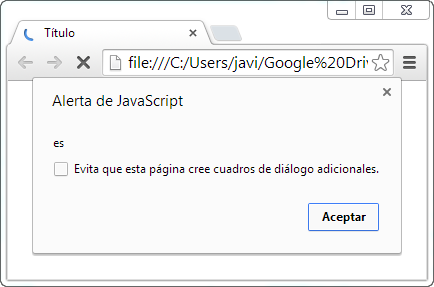 Título
file:///C:/Users/javi/Google%20Driv
Alerta de JavaScript
es
Evita que esta página cree cuadros de diálogo adicionales.
Aceptar